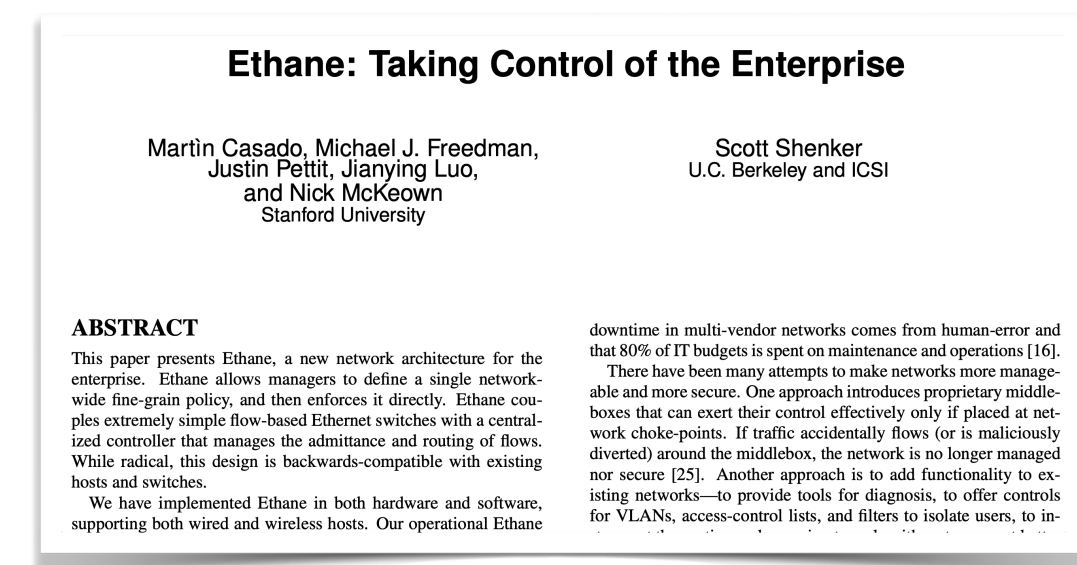 Ethane: Taking Control of the Enterprise
Martìn Casado, Michael J. Freedman,
Justin Pettit, Jianying Luo,
and Nick McKeown
Stanford University
Scott Shenker
U.C. Berkeley and ICSI
ABSTRACT
This paper presents Ethane, a new network architecture for the
enterprise. Ethane allows managers to define a single network-
wide fine-grain policy, and then enforces it directly. Ethane cou-
ples extremely simple flow-based Ethernet switches with a central-
ized controller that manages the admittance and routing of flows.
While radical, this design is backwards-compatible with existing
hosts and switches.
We have implemented Ethane in both hardware and software,
supporting both wired and wireless hosts. Our operational Ethane
downtime in multi-vendor networks comes from human-error and
that 80% of IT budgets is spent on maintenance and operations [16].
There have been many attempts to make networks more manage-
able and more secure. One approach introduces proprietary middle-
boxes that can exert their control effectively only if placed at net-
work choke-points. If traffic accidentally flows (or is maliciously
diverted) around the middlebox, the network is no longer managed
nor secure [25]. Another approach is to add functionality to ex-
isting networks—to provide tools for diagnosis, to offer controls
for VLANs, access-control lists, and filters to isolate users, to in-